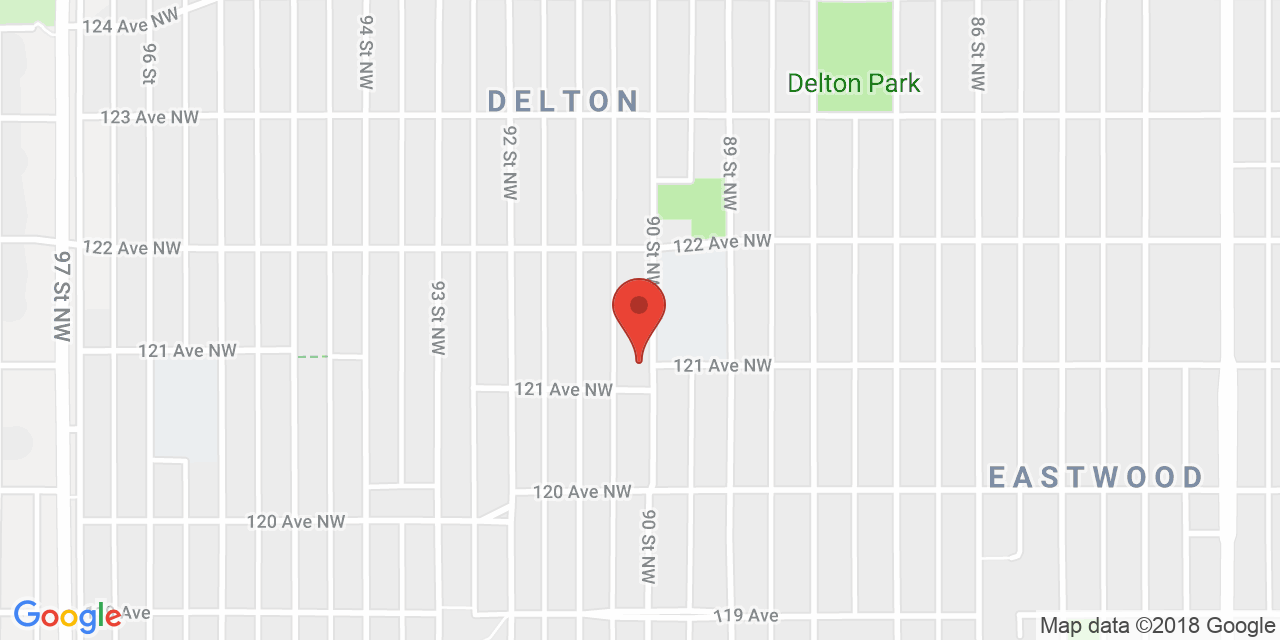 124 Ave NW
96 St
94 St NW
86 St NW
Delton Park
DELTON
123 Ave NW
92 St NW
89 St NW
90 St NW
122 Ave NW
122 Ave NW
97 St NW
93 St NW
121 Ave NW
121 Ave NW
121 Ave NW
EASTWOOD
120 Ave NW
120 Ave NW
90 St NW
Google
Ave
119 Ave
Map data ©2018 Google